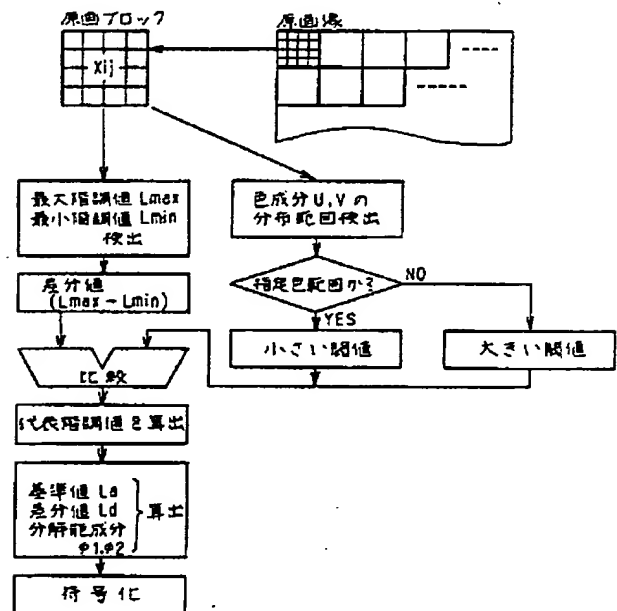 原画ブロック
原画像
Xij
最大階調値 Lmax
最小階調値 Lmin
検出
色成分 U,V の
分布範囲検出
差分値
(Lmax - Lmin)
指定色範囲か?
NO
YES
小さい閾値
大きい閾値
比較
代表階調値を算出
基準値 La
差分値 Ld
分解能成分
φ1,φ2
算出
符号化